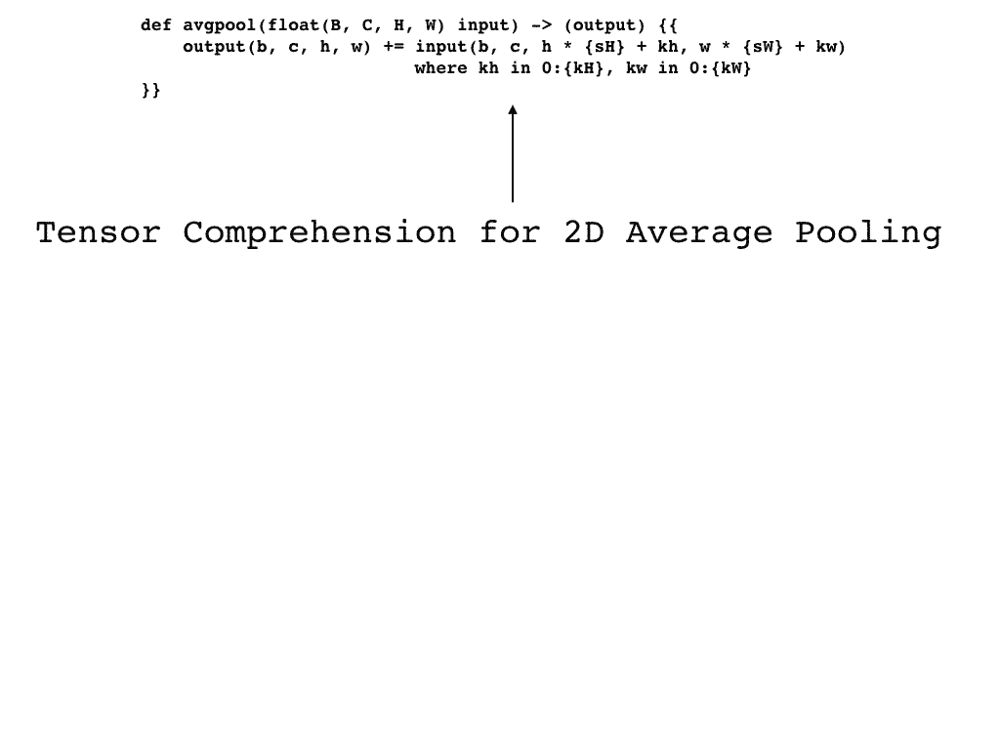 def avgpool(float(B, C, H, W) input) -> (output) {{
    output(b, c, h, w) += input(b, c, h * {sH} + kh, w * {sW} + kw)
                          where kh in 0:{kH}, kw in 0:{kW}
}}
Tensor Comprehension for 2D Average Pooling